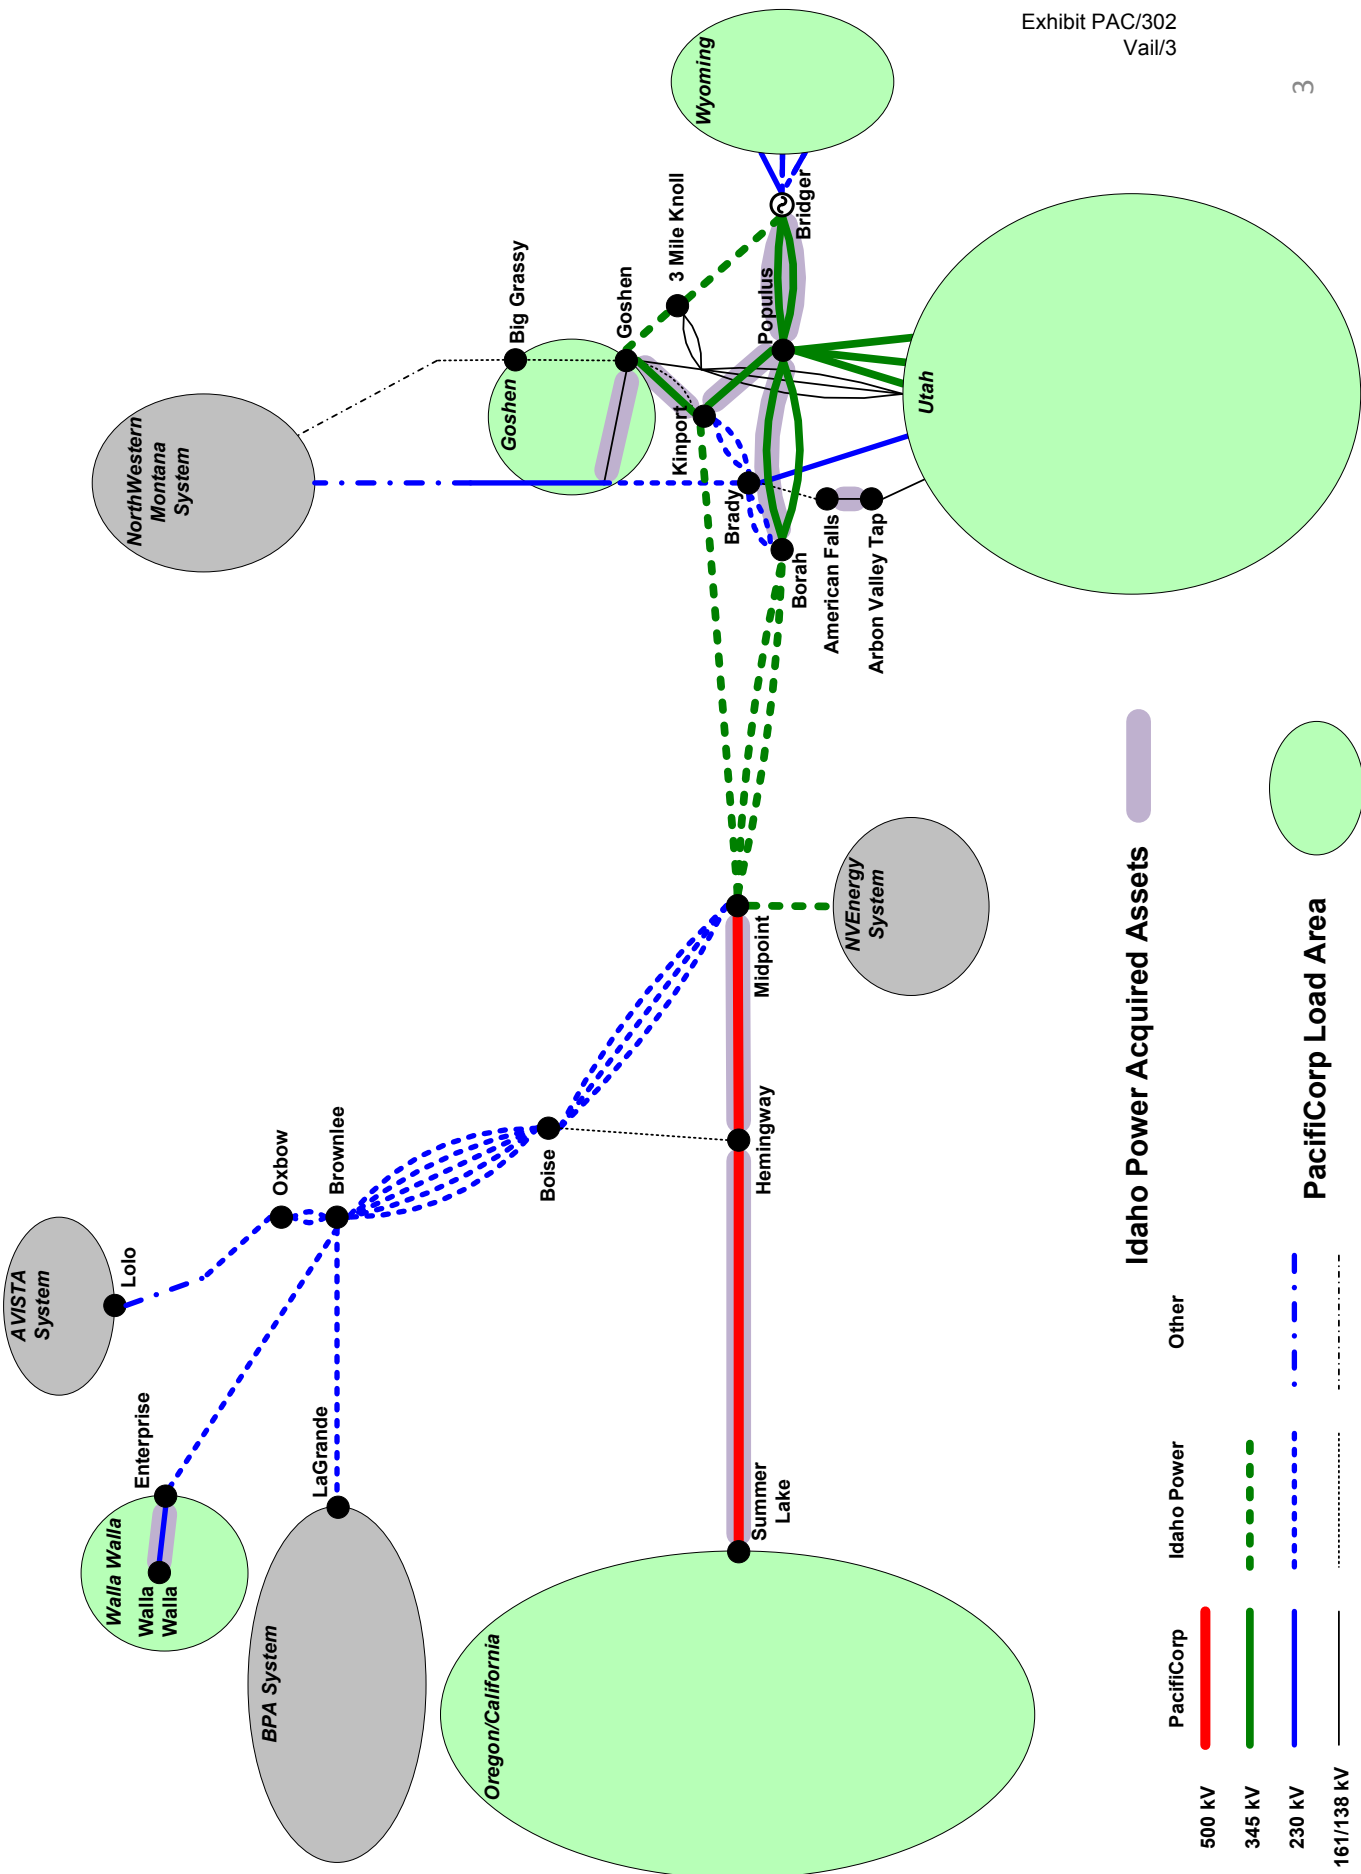 Exhibit PAC/302
Vail/3
3
AVISTA
System
Lolo
Oxbow
Brownlee
Enterprise
Walla Walla
Walla
Walla
LaGrande
BPA System
Boise
Oregon/California
Summer
Lake
Hemingway
Midpoint
NVEnergy
System
NorthWestern
Montana
System
Big Grassy
Goshen
Goshen
3 Mile Knoll
Wyoming
Bridger
Populus
Kinport
Brady
Borah
American Falls
Arbon Valley Tap
Utah
Idaho Power Acquired Assets
PacifiCorp Load Area
PacifiCorp
Idaho Power
Other
500 kV
345 kV
230 kV
161/138 kV